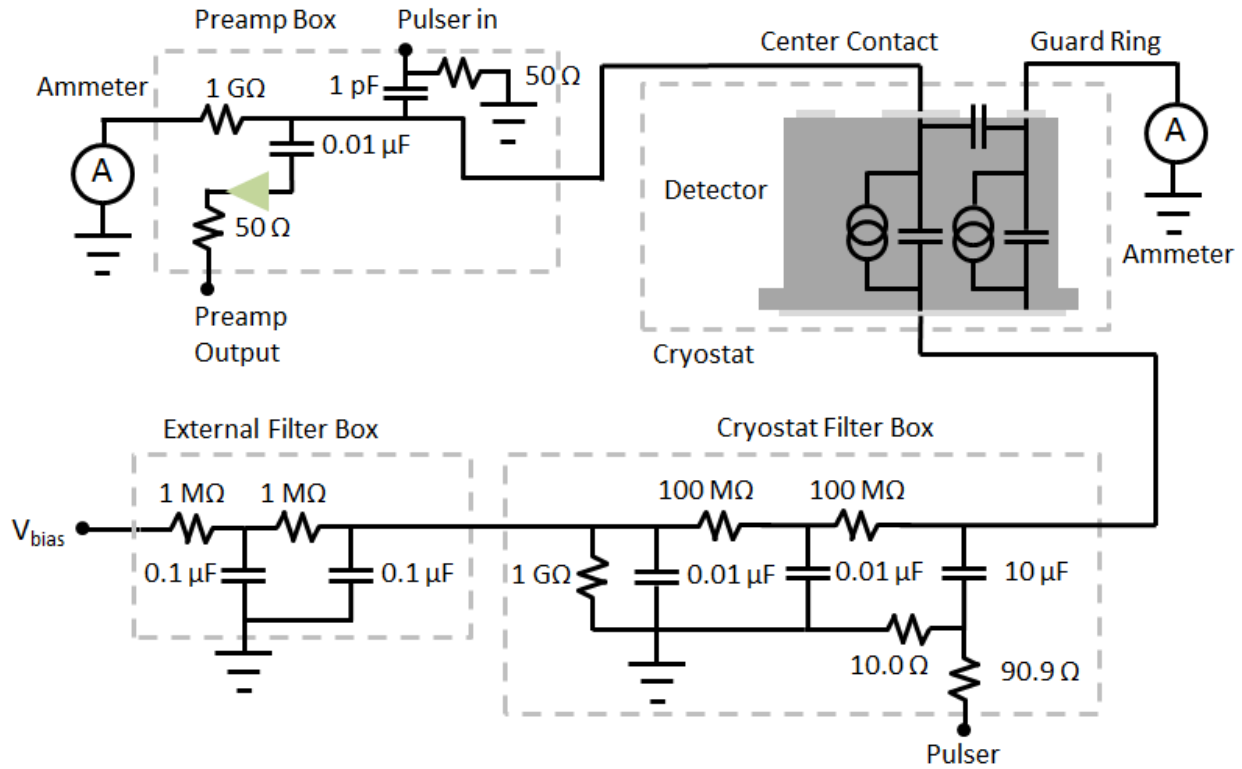 Preamp Box
Pulser in
Center Contact
Guard Ring
Ammeter
1 GΩ
1 pF
50 Ω
0.01 µF
A
A
Detector
50 Ω
Ammeter
Preamp
Output
Cryostat
External Filter Box
Cryostat Filter Box
1 MΩ
1 MΩ
100 MΩ
100 MΩ
Vbias
0.1 µF
0.1 µF
1 GΩ
0.01 µF
0.01 µF
10 µF
10.0 Ω
90.9 Ω
Pulser